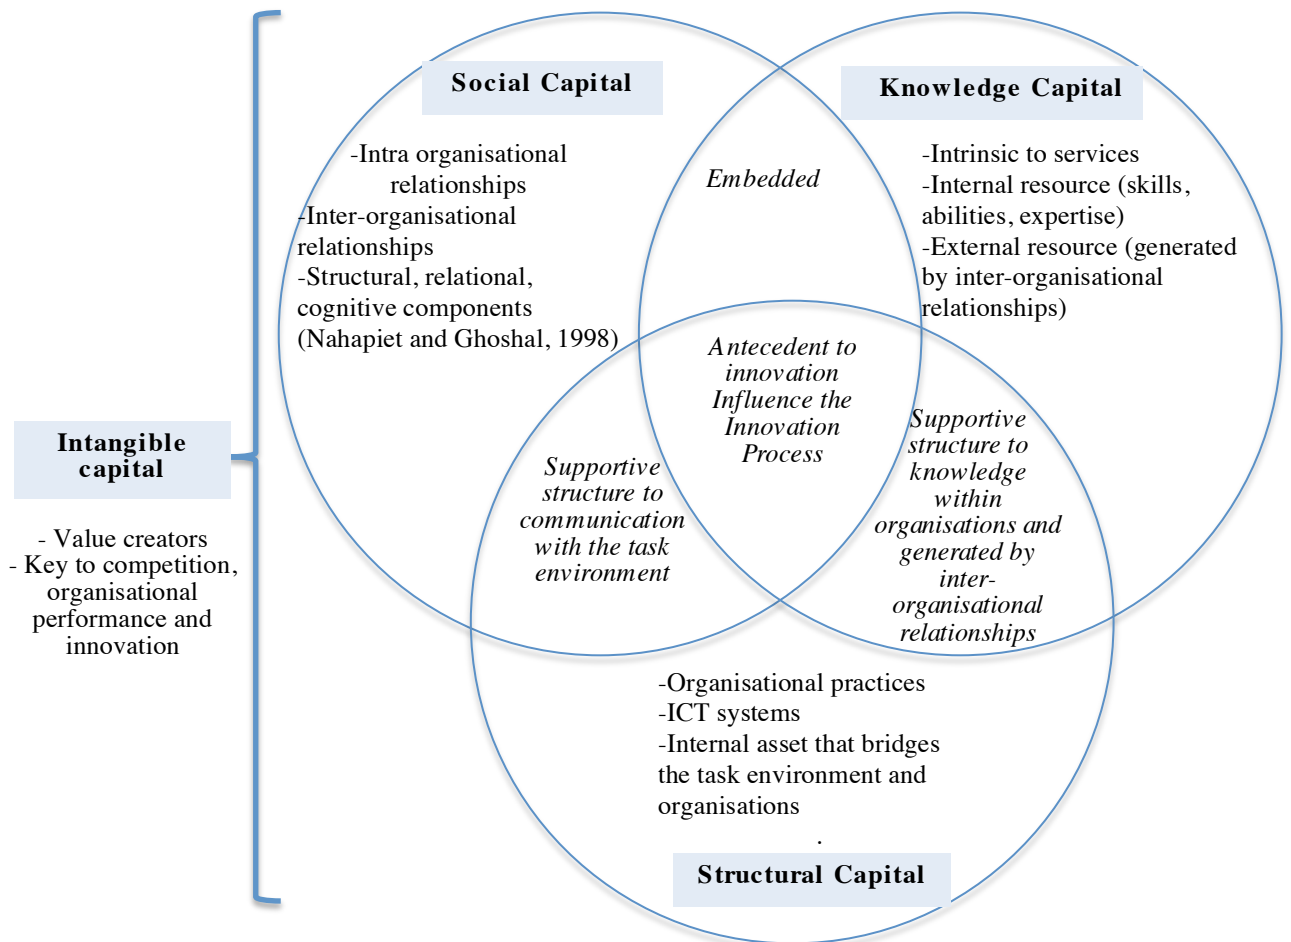 Social Capital
-Intra organisational
relationships
-Inter-organisational
relationships
-Structural, relational,
cognitive components
(Nahapiet and Ghoshal, 1998)
Embedded
Knowledge Capital
-Intrinsic to services
-Internal resource (skills,
abilities, expertise)
-External resource (generated
by inter-organisational
relationships)
Antecedent to
innovation
Influence the
Innovation
Process
Intangible
capital
- Value creators
- Key to competition,
organisational
performance and
innovation
Supportive
structure to
communication
with the task
environment
Supportive
structure to
knowledge
within
organisations and
generated by
inter-
organisational
relationships
-Organisational practices
-ICT systems
-Internal asset that bridges
the task environment and
organisations
.
Structural Capital